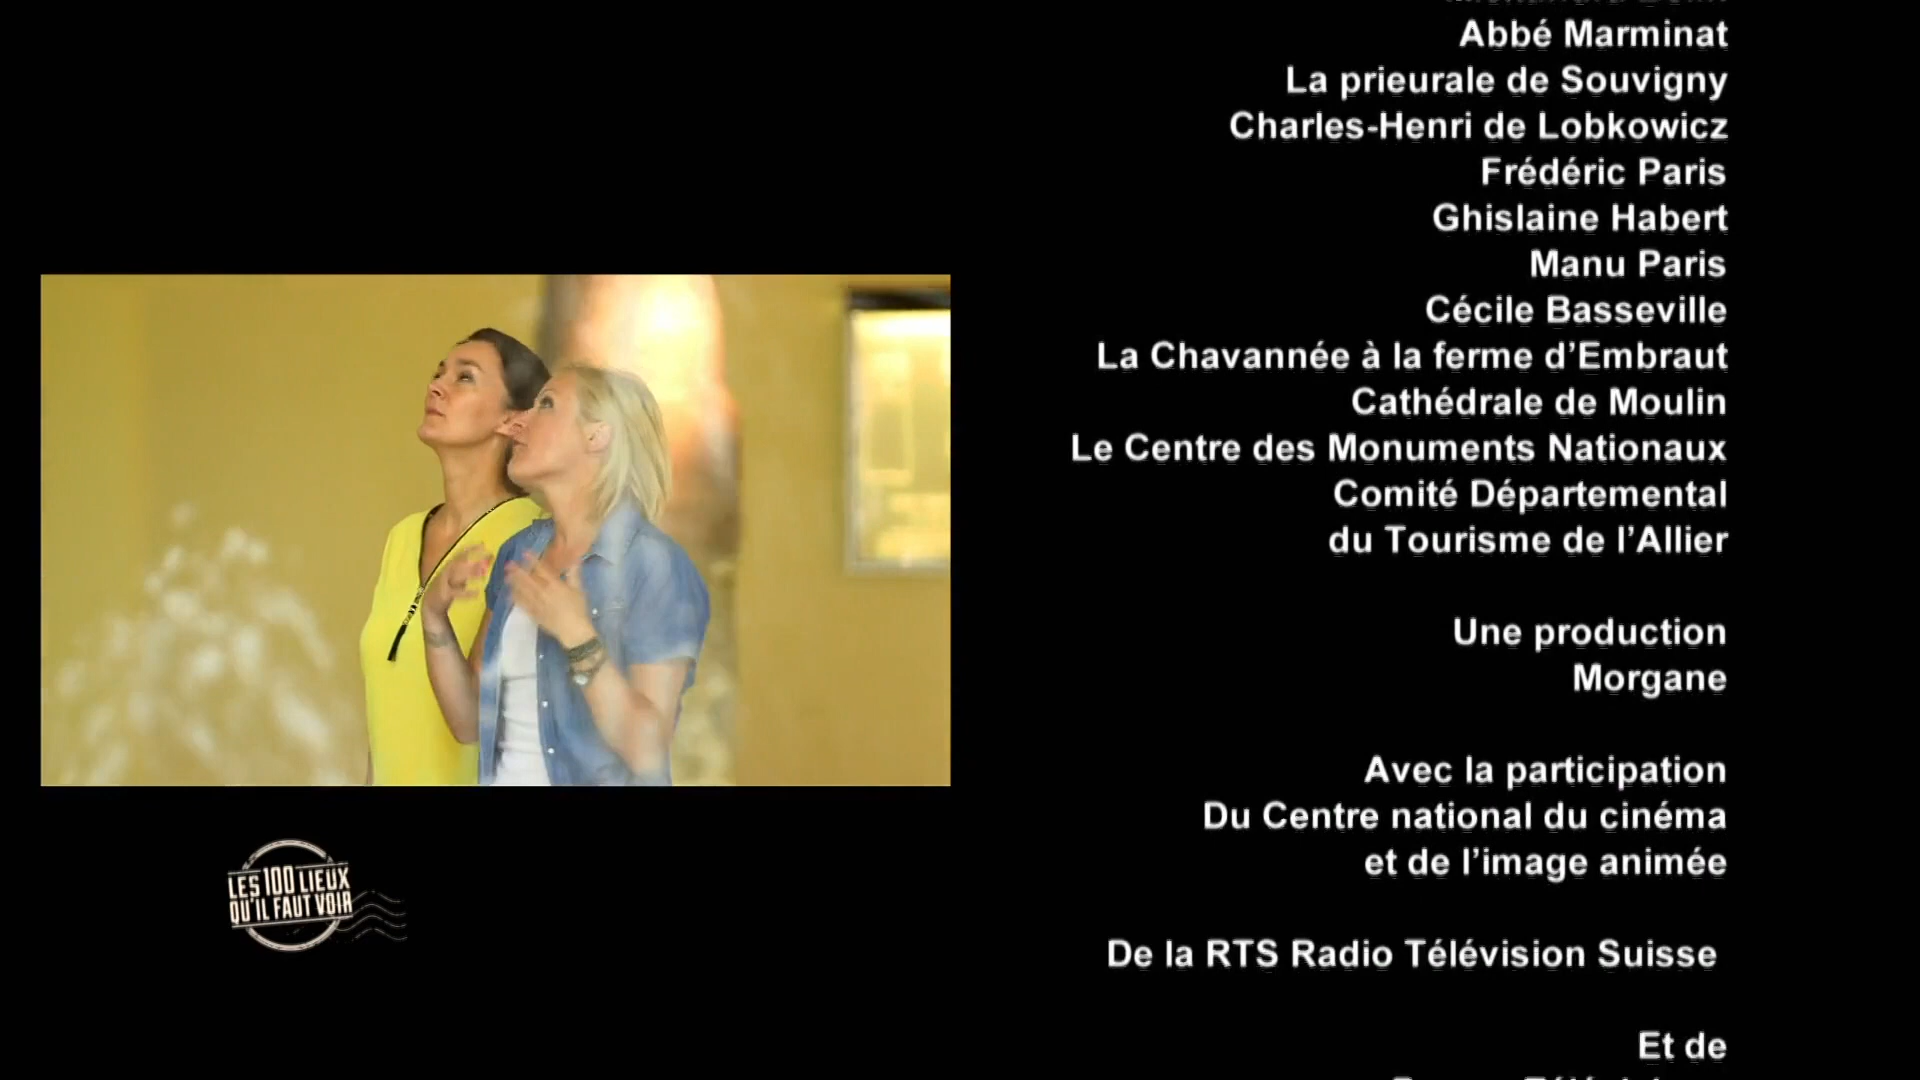 Abbé Marminat
La prieurale de Souvigny
Charles-Henri de Lobkowicz
Frédéric Paris
Ghislaine Habert
Manu Paris
Cécile Basseville
La Chavannée à la ferme d’Embraut
Cathédrale de Moulin
Le Centre des Monuments Nationaux
Comité Départemental
du Tourisme de l’Allier
Une production
Morgane
Avec la participation
Du Centre national du cinéma
et de l’image animée
De la RTS Radio Télévision Suisse
Et de
LES 100 LIEUX
QU'IL FAUT VOIR